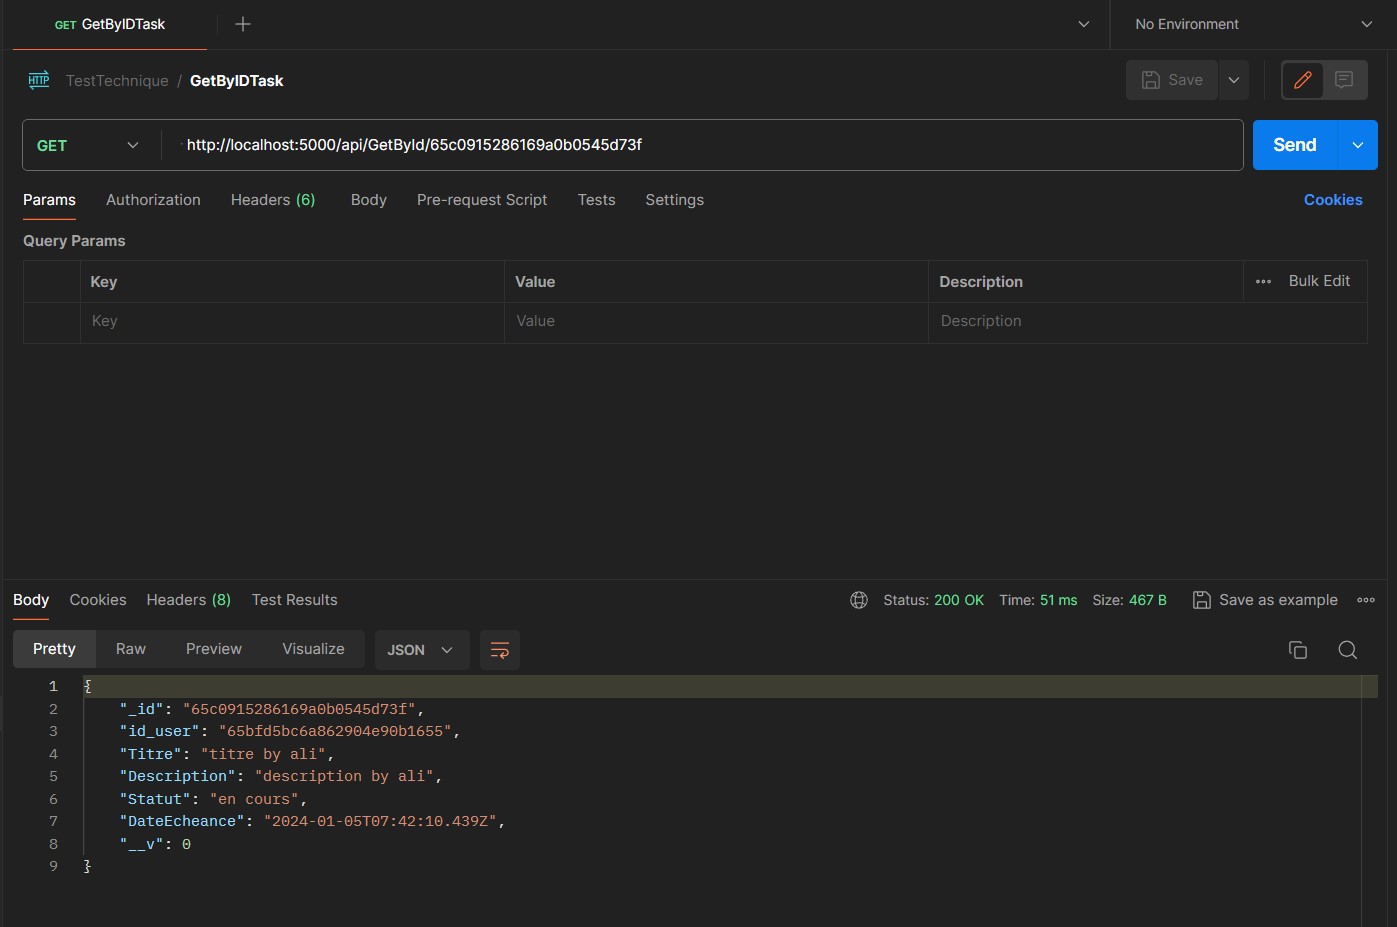 GET GetByIDTask
No Environment
HTTP TestTechnique / GetByIDTask
Save
GET http://localhost:5000/api/GetById/65c0915286169a0b0545d73f
Send
Params Authorization Headers (6) Body Pre-request Script Tests Settings Cookies
Query Params
Key Value Description Bulk Edit
Key Value Description
Body Cookies Headers (8) Test Results Status: 200 OK Time: 51 ms Size: 467 B Save as example
Pretty Raw Preview Visualize JSON
1 {
2 "_id": "65c0915286169a0b0545d73f",
3 "id_user": "65bfd5bc6a862904e90b1655",
4 "Titre": "titre by ali",
5 "Description": "description by ali",
6 "Statut": "en cours",
7 "DateEcheance": "2024-01-05T07:42:10.439Z",
8 "__v": 0
9 }